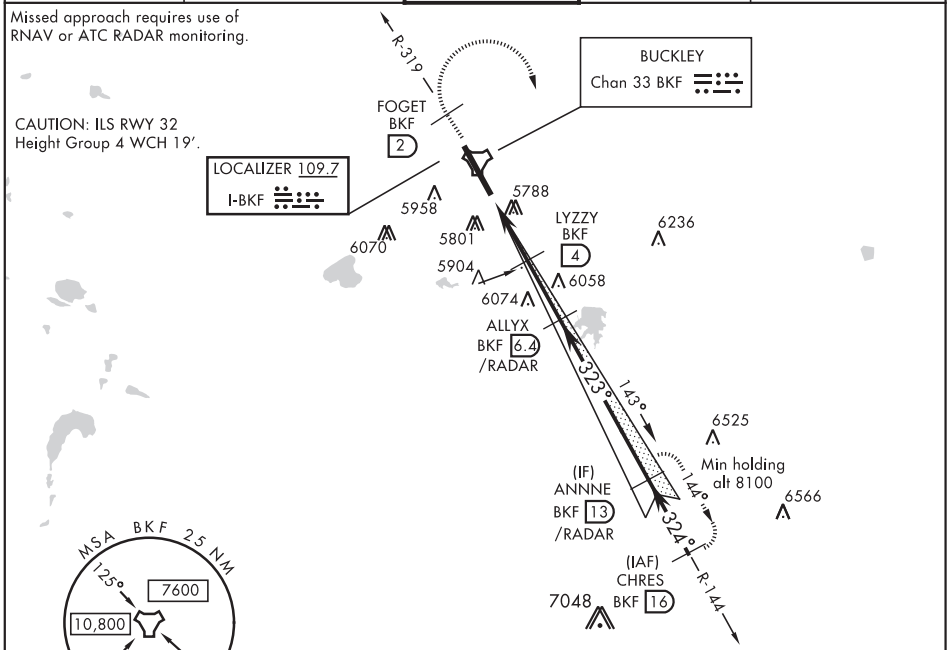 Missed approach requires use of
RNAV or ATC RADAR monitoring.
R-319
BUCKLEY
Chan 33 BKF
FOGET
BKF
2
CAUTION: ILS RWY 32
Height Group 4 WCH 19'.
LOCALIZER 109.7
I-BKF
5958
5788
6070
5801
LYZZY
BKF
4
6236
5904
6058
6074
ALLYX
BKF 6.4
/RADAR
323°
143°
6525
Min holding
alt 8100
(IF)
ANNNE
BKF 13
/RADAR
144°
6566
324°
(IAF)
CHRES
BKF 16
R-144
7048
MSA BKF 25 NM
125°
7600
10,800